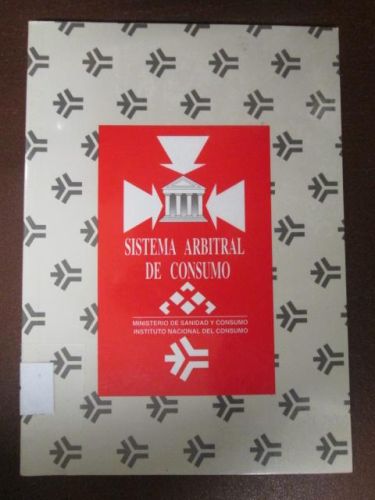 SISTEMA ARBITRAL
DE CONSUMO
MINISTERIO DE SANIDAD Y CONSUMO
INSTITUTO NACIONAL DEL CONSUMO